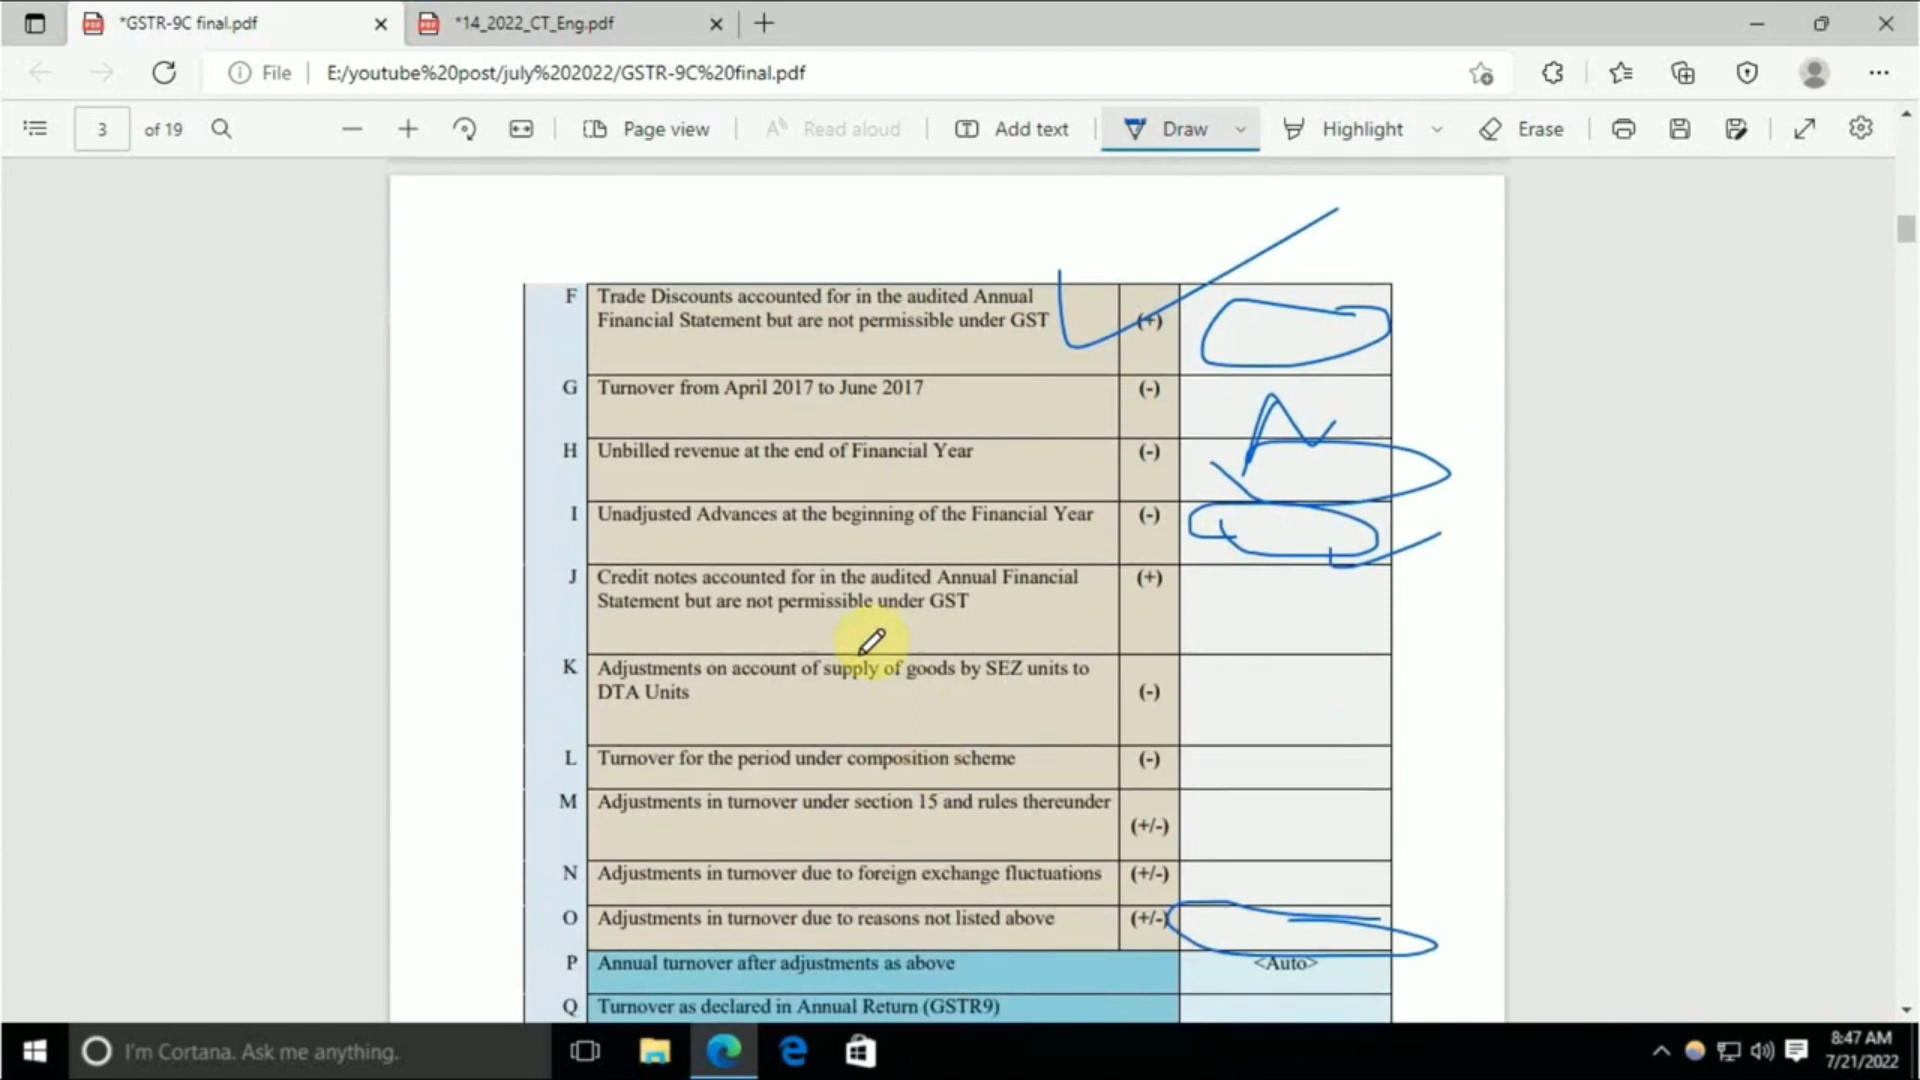 *GSTR-9C final.pdf
*14_2022_CT_Eng.pdf
File
E:/youtube%20post/july%202022/GSTR-9C%20final.pdf
3 of 19
Page view
Read aloud
Add text
Draw
Highlight
Erase
F Trade Discounts accounted for in the audited Annual
Financial Statement but are not permissible under GST (+)
G Turnover from April 2017 to June 2017 (-)
H Unbilled revenue at the end of Financial Year (-)
I Unadjusted Advances at the beginning of the Financial Year (-)
J Credit notes accounted for in the audited Annual Financial (+)
Statement but are not permissible under GST
K Adjustments on account of supply of goods by SEZ units to
DTA Units (-)
L Turnover for the period under composition scheme (-)
M Adjustments in turnover under section 15 and rules thereunder
(+/-)
N Adjustments in turnover due to foreign exchange fluctuations (+/-)
O Adjustments in turnover due to reasons not listed above (+/-)
P Annual turnover after adjustments as above <Auto>
Q Turnover as declared in Annual Return (GSTR9)
I'm Cortana. Ask me anything.
8:47 AM
7/21/2022